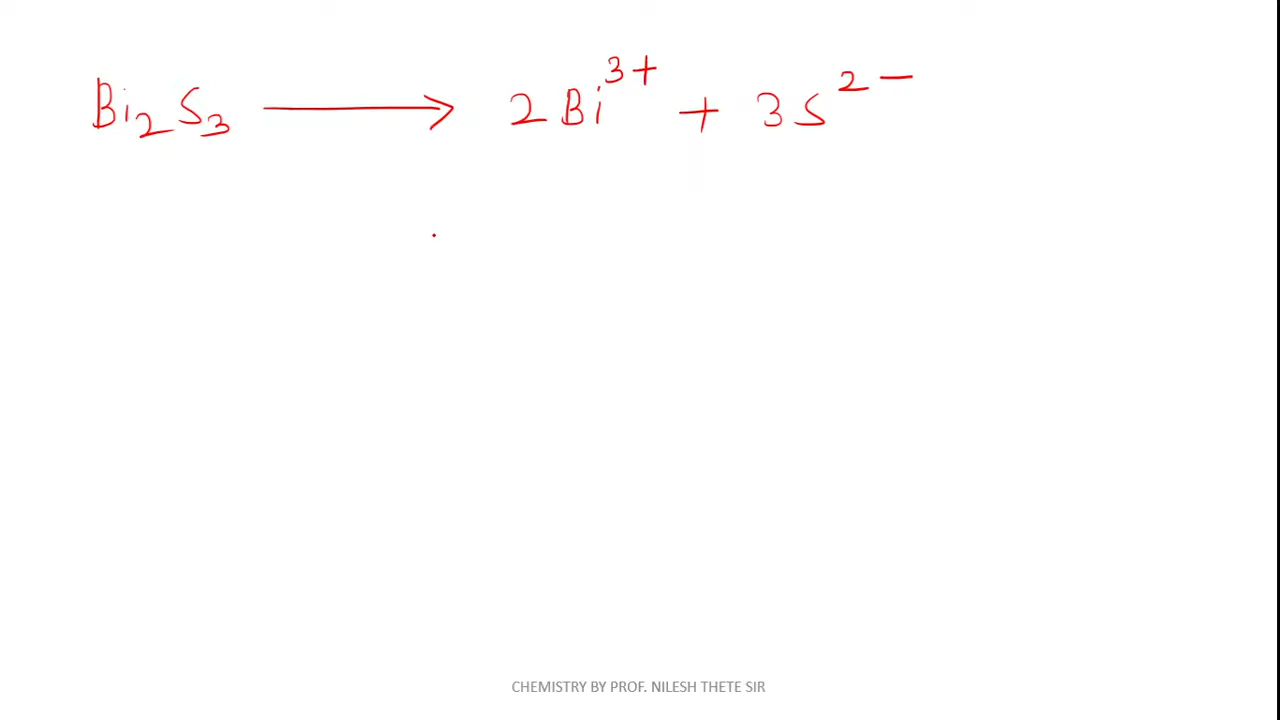 Bi₂S₃ ⟶ 2Bi³⁺ + 3S²⁻
CHEMISTRY BY PROF. NILESH THETE SIR